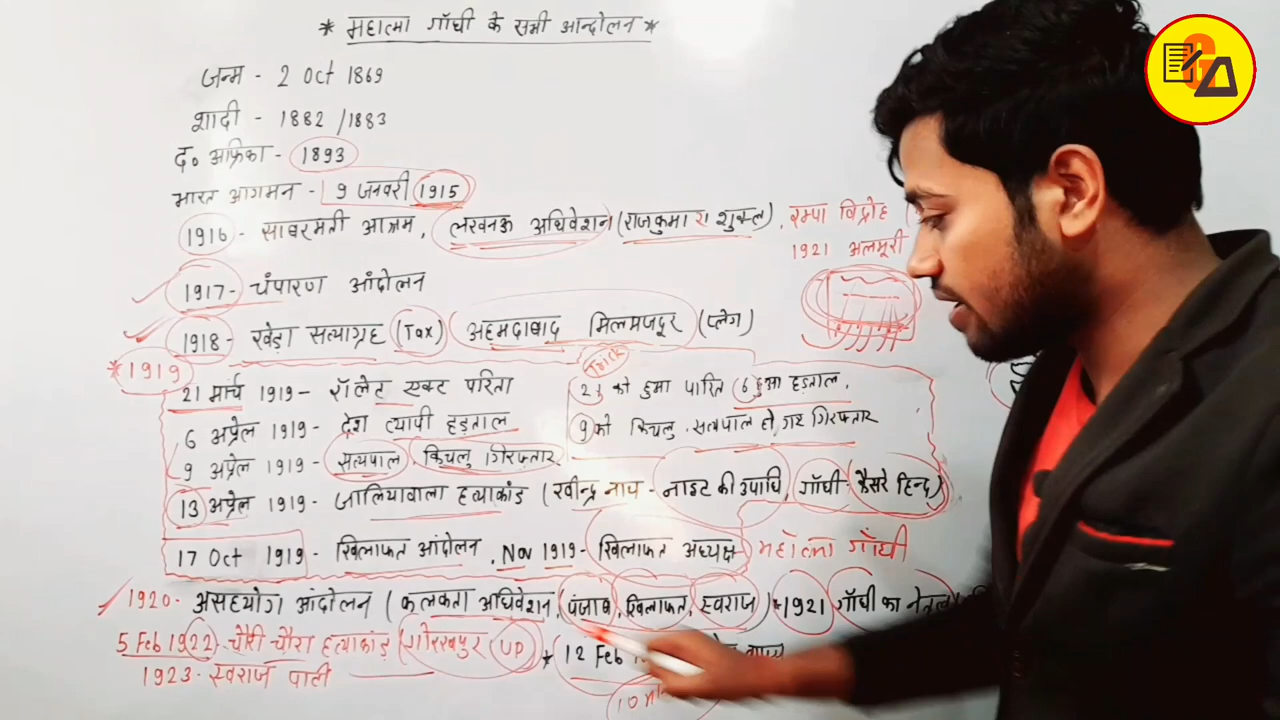 * महात्मा गाँधी के सभी आन्दोलन *
जन्म - 2 Oct 1869
शादी - 1882 /1883
द० अफ्रिका - 1893
भारत आगमन - 9 जनवरी 1915
1916 - साबरमती आश्रम, लखनऊ अधिवेशन (राजकुमार शुक्ल), रम्पा विद्रोह
1921 अलमूरी
1917 - चंपारण आंदोलन
1918 - खेड़ा सत्याग्रह (Tax) (अहमदाबाद मिलमजदूर (प्लेग)
*1919
Trick
21 मार्च 1919 - रॉलेट एक्ट परिता
21 को हुआ पारित 6 हुआ हड़ताल,
6 अप्रेल 1919 - देश व्यापी हड़ताल
9 को किचलु, सत्यपाल हो गए गिरफ्तार
9 अप्रेल 1919 - सत्यपाल, किचलु गिरफ्तार
13 अप्रेल 1919 - जालियावाला हत्याकांड (रवीन्द्र नाथ - नाइट की उपाधि, गाँधी - कैसरे हिन्द)
17 Oct 1919 - खिलाफत आंदोलन, Nov 1919 - खिलाफत अध्यक्ष महात्मा गाँधी
1920 - असहयोग आंदोलन (कलकता अधिवेशन, (पंजाब, खिलाफत, स्वराज) * 1921 गाँधी का नेतृत्व
5 Feb 1922 - चौरी चौरा हत्याकांड (गोरखपुर (UP) * 12 Feb
1923 - स्वराज पार्टी
10